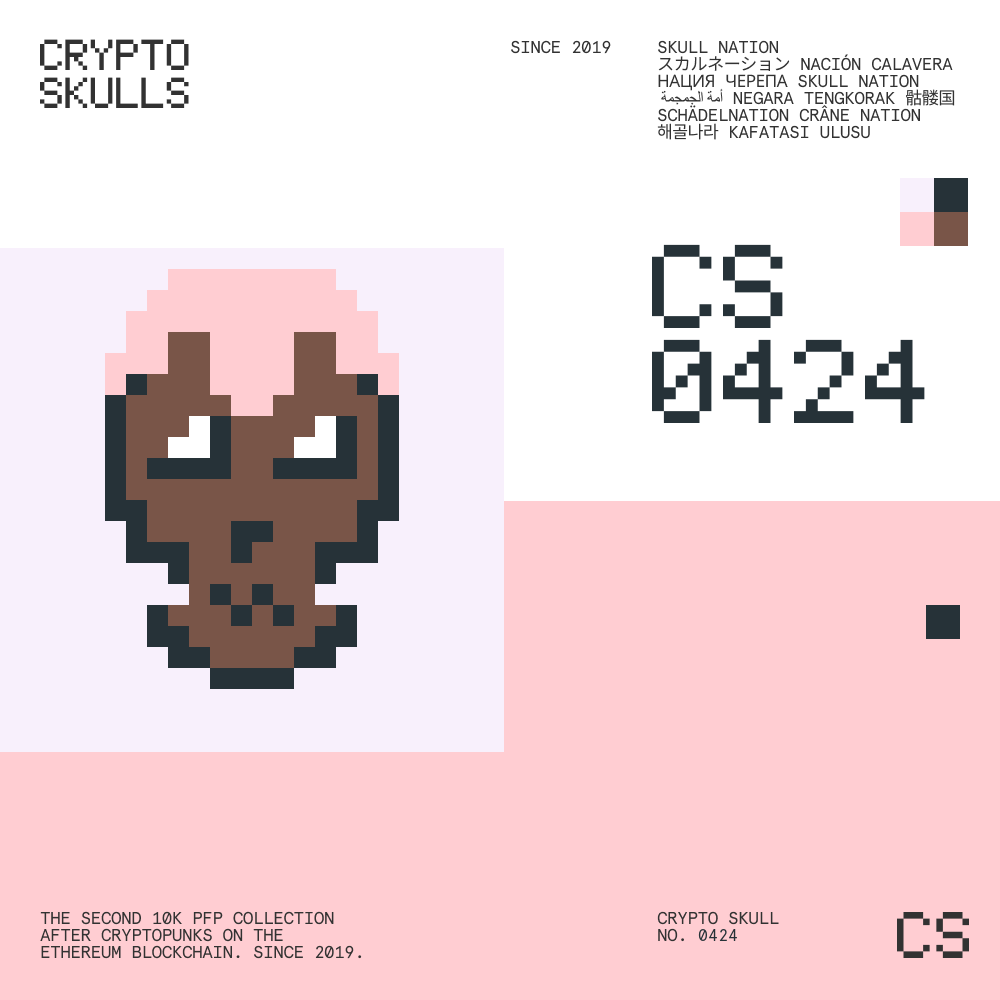 CRYPTO
SKULLS
SINCE 2019
SKULL NATION
スカルネーション NACIÓN CALAVERA
НАЦИЯ ЧЕРЕПА SKULL NATION
أمة الجمجمة NEGARA TENGKORAK 骷髅国
SCHÄDELNATION CRÂNE NATION
해골나라 KAFATASI ULUSU
CS
0424
THE SECOND 10K PFP COLLECTION
AFTER CRYPTOPUNKS ON THE
ETHEREUM BLOCKCHAIN. SINCE 2019.
CRYPTO SKULL
NO. 0424
CS